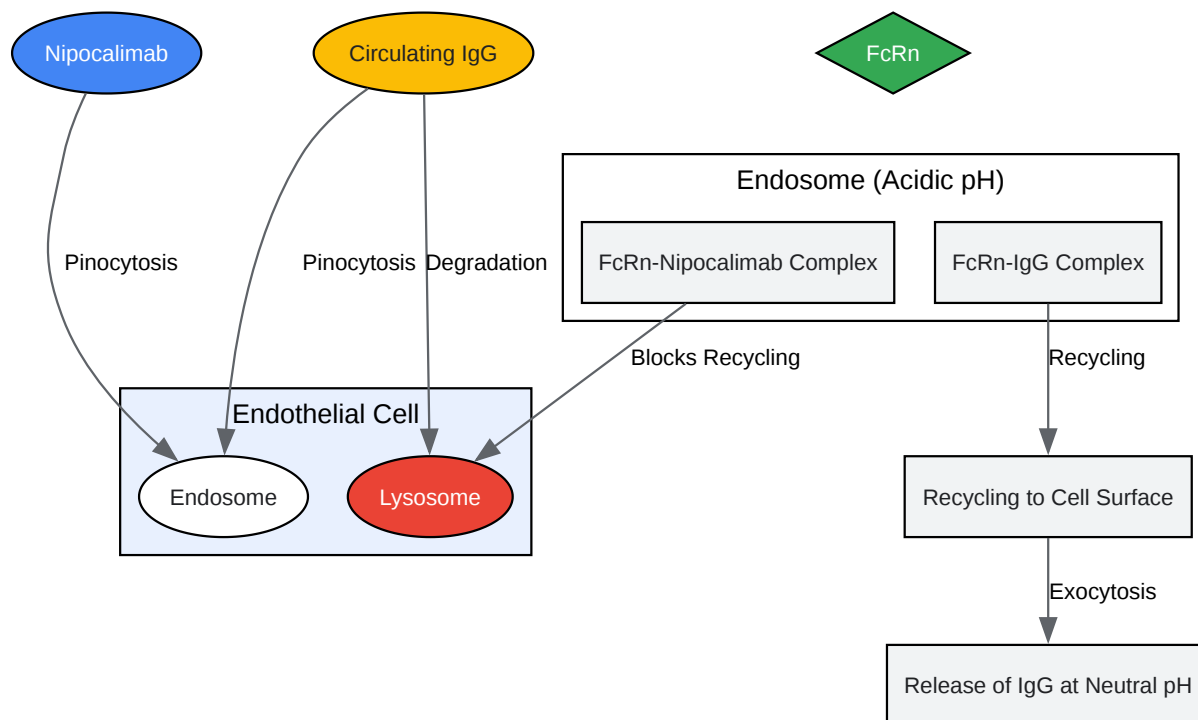 Nipocalimab
Circulating IgG
FcRn
Endosome (Acidic pH)
FcRn-Nipocalimab Complex
FcRn-IgG Complex
Pinocytosis
Pinocytosis
Degradation
Blocks Recycling
Recycling
Endothelial Cell
Endosome
Lysosome
Recycling to Cell Surface
Exocytosis
Release of IgG at Neutral pH